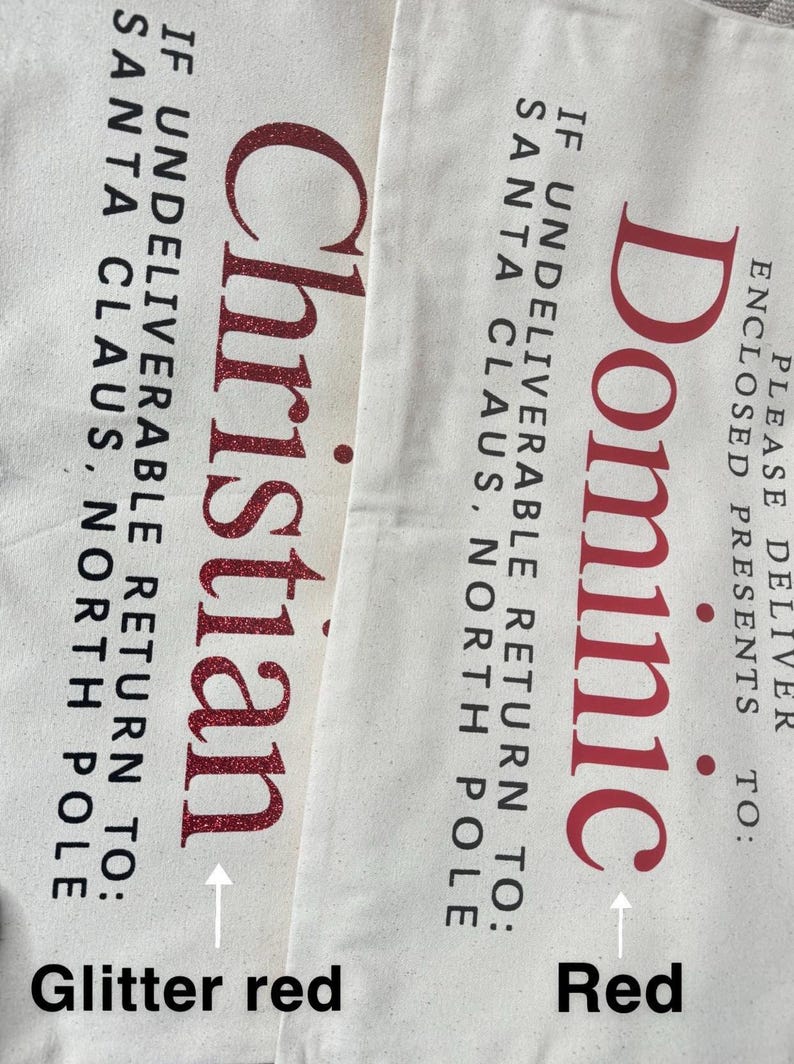 Christian
IF UNDELIVERABLE RETURN TO:
SANTA CLAUS, NORTH POLE
PLEASE DELIVER
ENCLOSED PRESENTS TO:
Dominic
IF UNDELIVERABLE RETURN TO:
SANTA CLAUS, NORTH POLE
Glitter red
Red